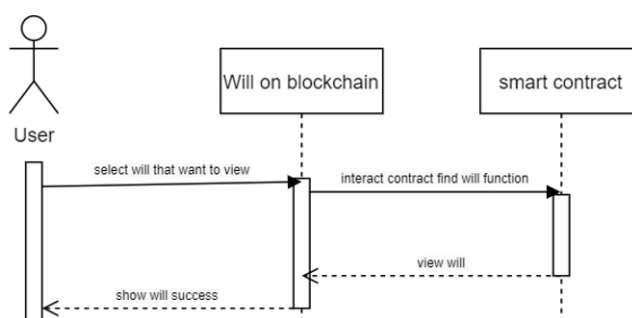 Will on blockchain
smart contract
User
select will that want to view
interact contract find will function
view will
show will success